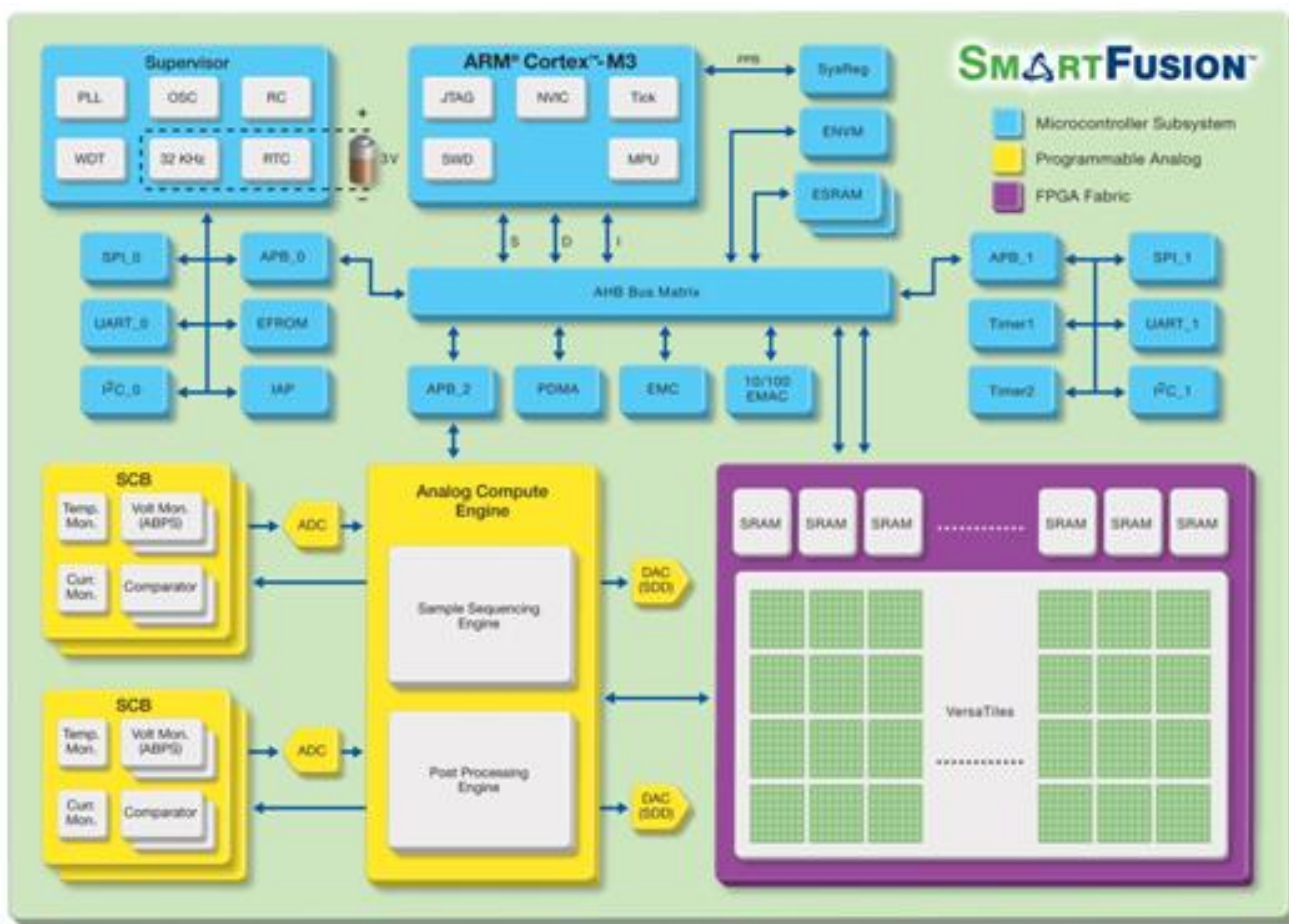 Supervisor
PLL
OSC
RC
WDT
32 KHz
RTC
+
3 V
−
ARM® Cortex™-M3
JTAG
NVIC
Tick
SWD
MPU
PPB
SysReg
ENVM
ESRAM
SMARTFUSION™
Microcontroller Subsystem
Programmable Analog
FPGA Fabric
S
D
I
SPI_0
APB_0
UART_0
EFROM
I²C_0
IAP
AHB Bus Matrix
APB_1
SPI_1
Timer1
UART_1
Timer2
I²C_1
APB_2
PDMA
EMC
10/100
EMAC
SCB
Temp.
Mon.
Volt Mon.
(ABPS)
Curr.
Mon.
Comparator
ADC
Analog Compute
Engine
Sample Sequencing
Engine
Post Processing
Engine
DAC
(SDD)
SCB
Temp.
Mon.
Volt Mon.
(ABPS)
Curr.
Mon.
Comparator
ADC
DAC
(SDD)
SRAM
SRAM
SRAM
SRAM
SRAM
SRAM
VersaTiles